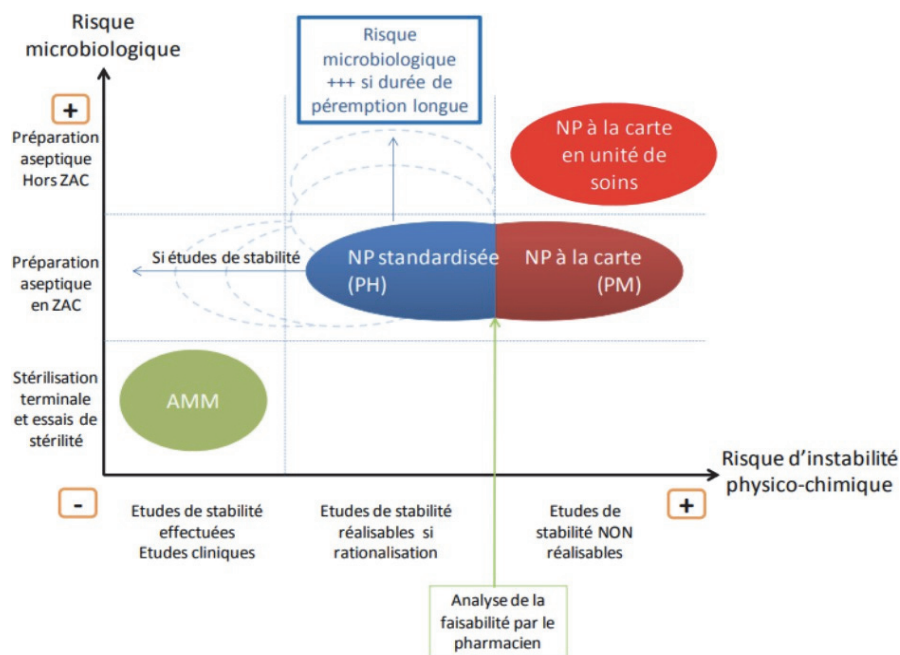 Risque
microbiologique
Risque
microbiologique
+++ si durée de
péremption longue
+
Préparation
aseptique
Hors ZAC
NP à la carte
en unité de
soins
Si études de stabilité
NP standardisée
(PH)
NP à la carte
(PM)
Préparation
aseptique
en ZAC
Stérilisation
terminale
et essais de
stérilité
AMM
Risque d'instabilité
physico-chimique
-
Etudes de stabilité
effectuées
Etudes cliniques
Etudes de stabilité
réalisables si
rationalisation
Etudes
de stabilité NON
réalisables
+
Analyse de la
faisabilité par le
pharmacien